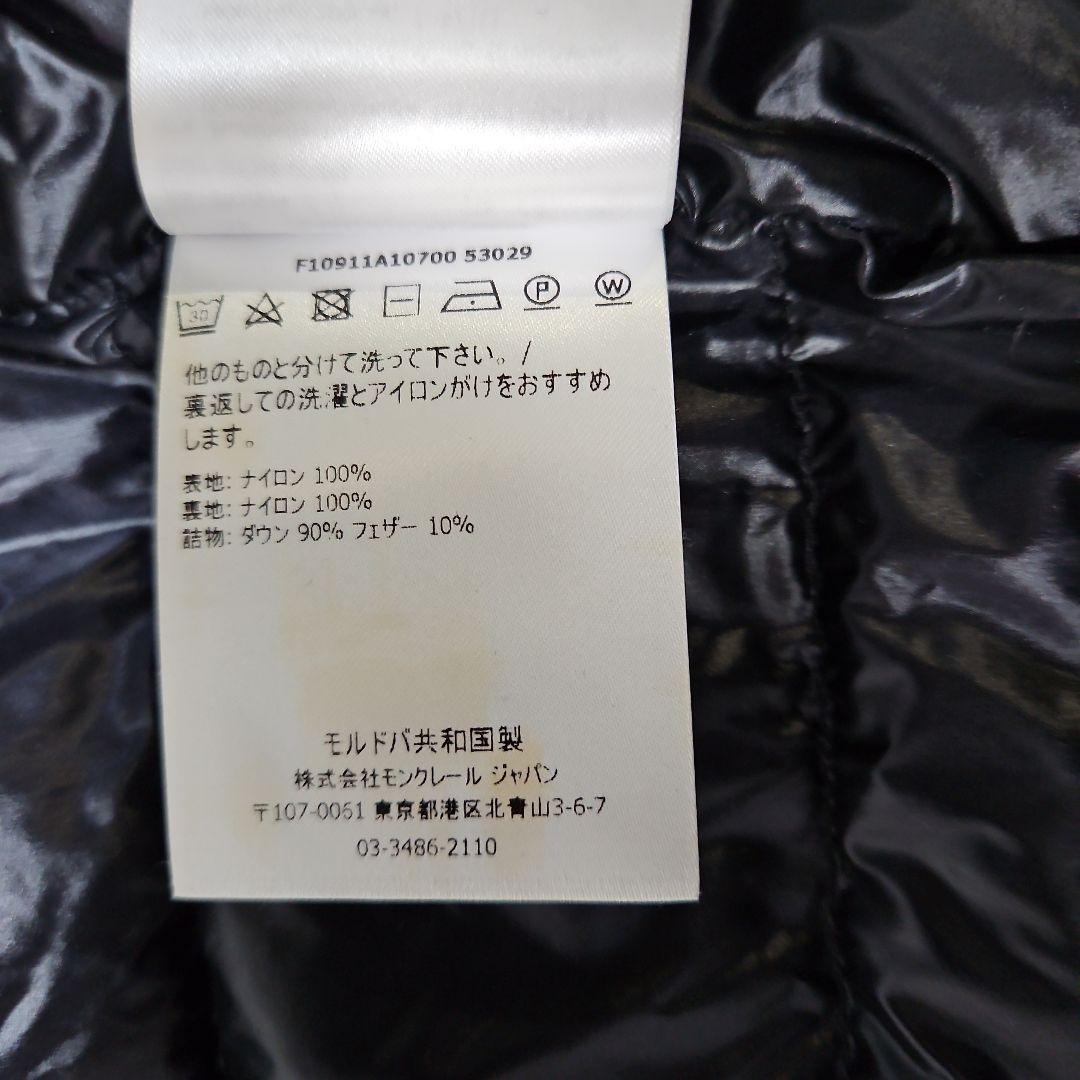 F10911A10700 53029
30 P W
他のものと分けて洗って下さい。/
裏返しての洗濯とアイロンがけをおすすめ
します。
表地: ナイロン 100%
裏地: ナイロン 100%
詰物: ダウン 90% フェザー 10%
モルドバ共和国製
株式会社モンクレール ジャパン
〒107-0061 東京都港区北青山3-6-7
03-3486-2110